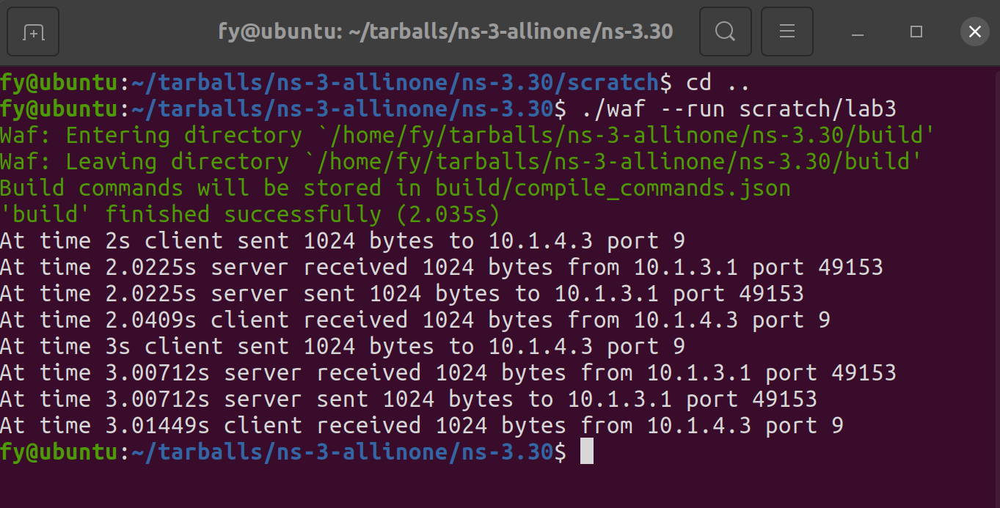 fy@ubuntu: ~/tarballs/ns-3-allinone/ns-3.30
fy@ubuntu:~/tarballs/ns-3-allinone/ns-3.30/scratch$ cd ..
fy@ubuntu:~/tarballs/ns-3-allinone/ns-3.30$ ./waf --run scratch/lab3
Waf: Entering directory `/home/fy/tarballs/ns-3-allinone/ns-3.30/build'
Waf: Leaving directory `/home/fy/tarballs/ns-3-allinone/ns-3.30/build'
Build commands will be stored in build/compile_commands.json
'build' finished successfully (2.035s)
At time 2s client sent 1024 bytes to 10.1.4.3 port 9
At time 2.0225s server received 1024 bytes from 10.1.3.1 port 49153
At time 2.0225s server sent 1024 bytes to 10.1.3.1 port 49153
At time 2.0409s client received 1024 bytes from 10.1.4.3 port 9
At time 3s client sent 1024 bytes to 10.1.4.3 port 9
At time 3.00712s server received 1024 bytes from 10.1.3.1 port 49153
At time 3.00712s server sent 1024 bytes to 10.1.3.1 port 49153
At time 3.01449s client received 1024 bytes from 10.1.4.3 port 9
fy@ubuntu:~/tarballs/ns-3-allinone/ns-3.30$